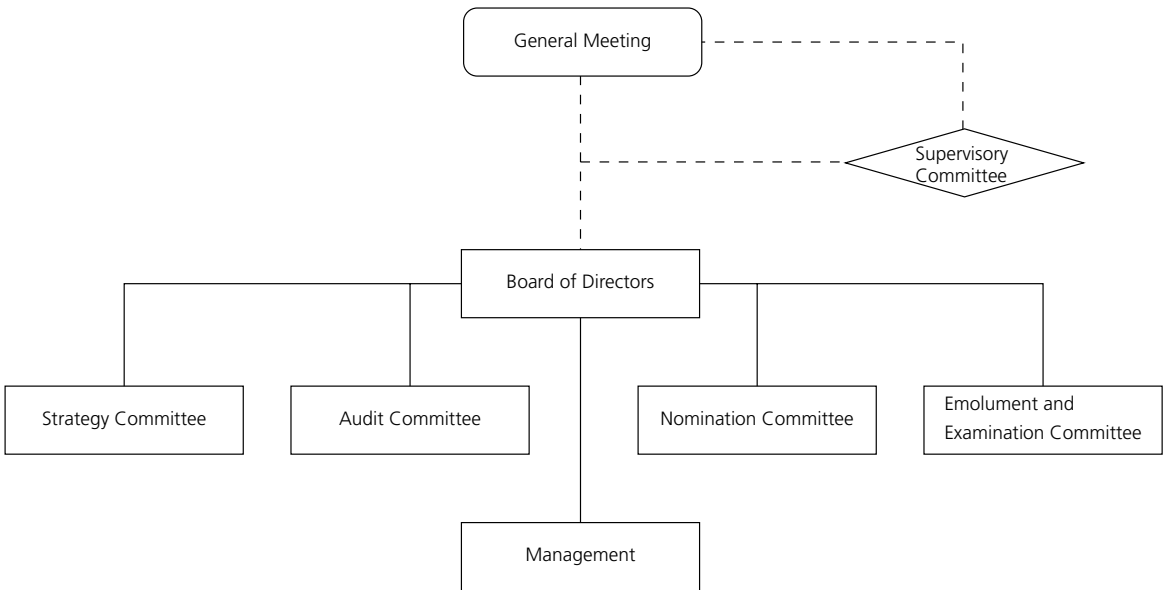 General Meeting
Supervisory
Committee
Board of Directors
Strategy Committee
Audit Committee
Nomination Committee
Emolument and
Examination Committee
Management